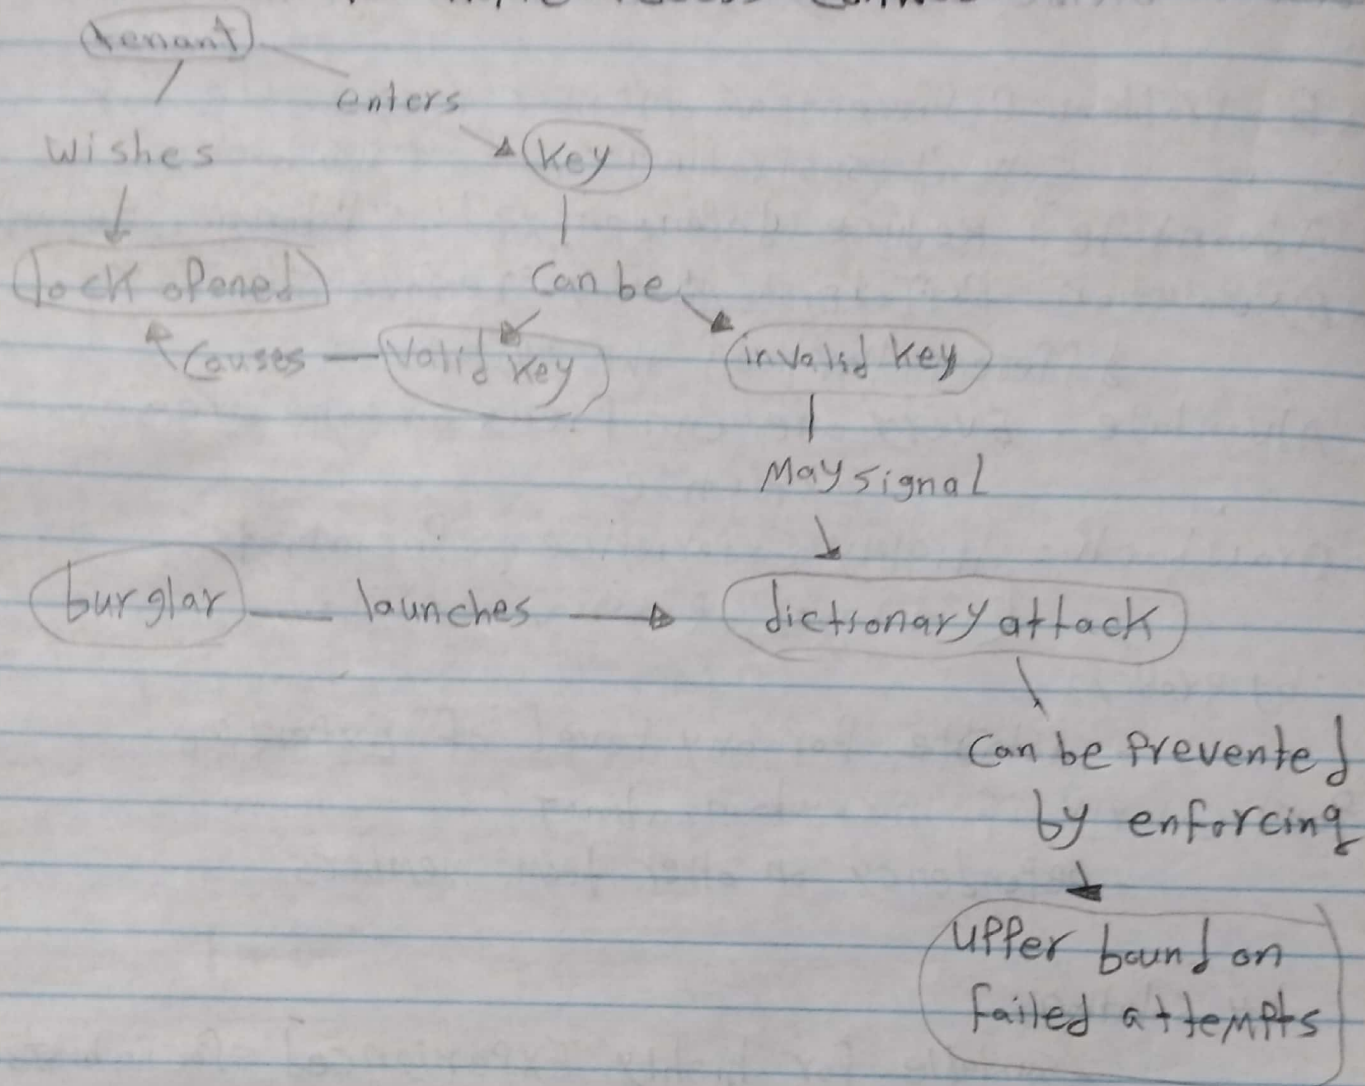 tenant
enters
wishes
key
lock opened
can be
causes
valid key
invalid key
May signal
burglar
launches
dictionary attack
can be prevented
by enforcing
upper bound on
failed attempts